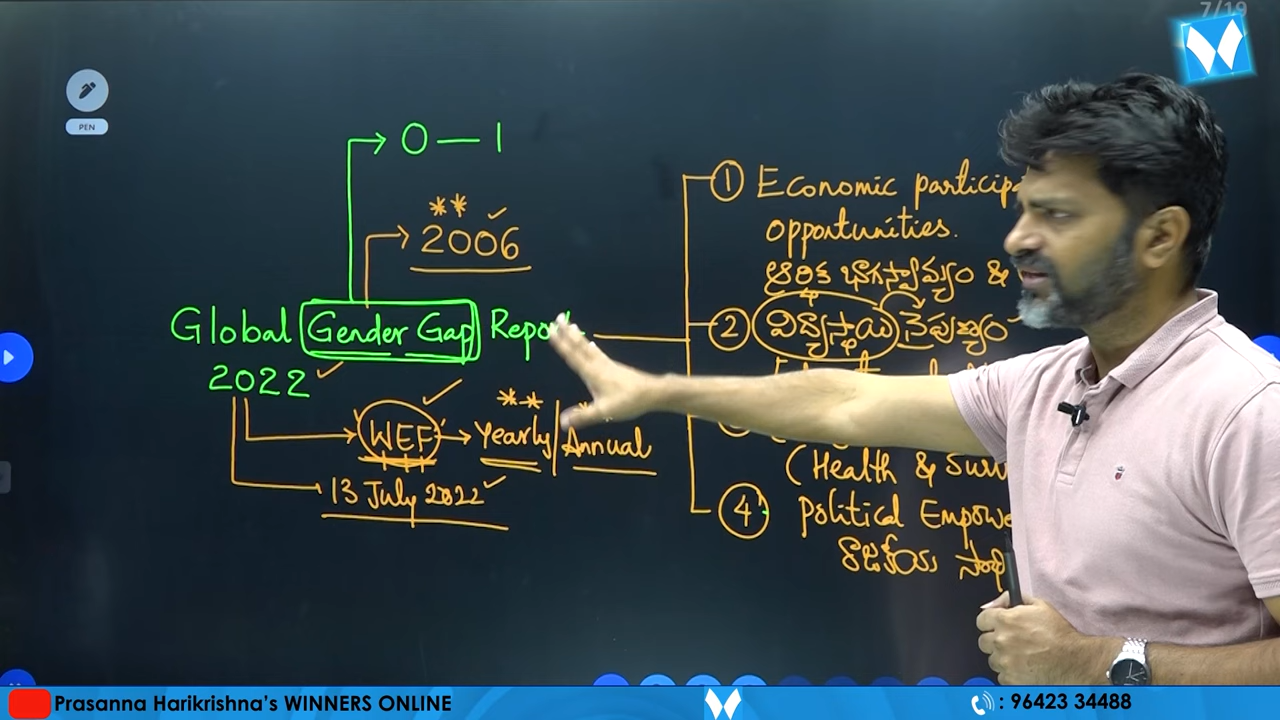 7/19
W
PEN
0 — 1
** 
2006
Global Gender Gap Report
2022
WEF → Yearly / Annual
**
13 July 2022
① Economic particip
opportunities.
ఆర్థిక భాగస్వామ్యం &
② విద్యాస్థాయి నైపుణ్యం
(Health & Surv
④ Political Empowe
రాజకీయ సాధి
Prasanna Harikrishna's WINNERS ONLINE
W
: 96423 34488